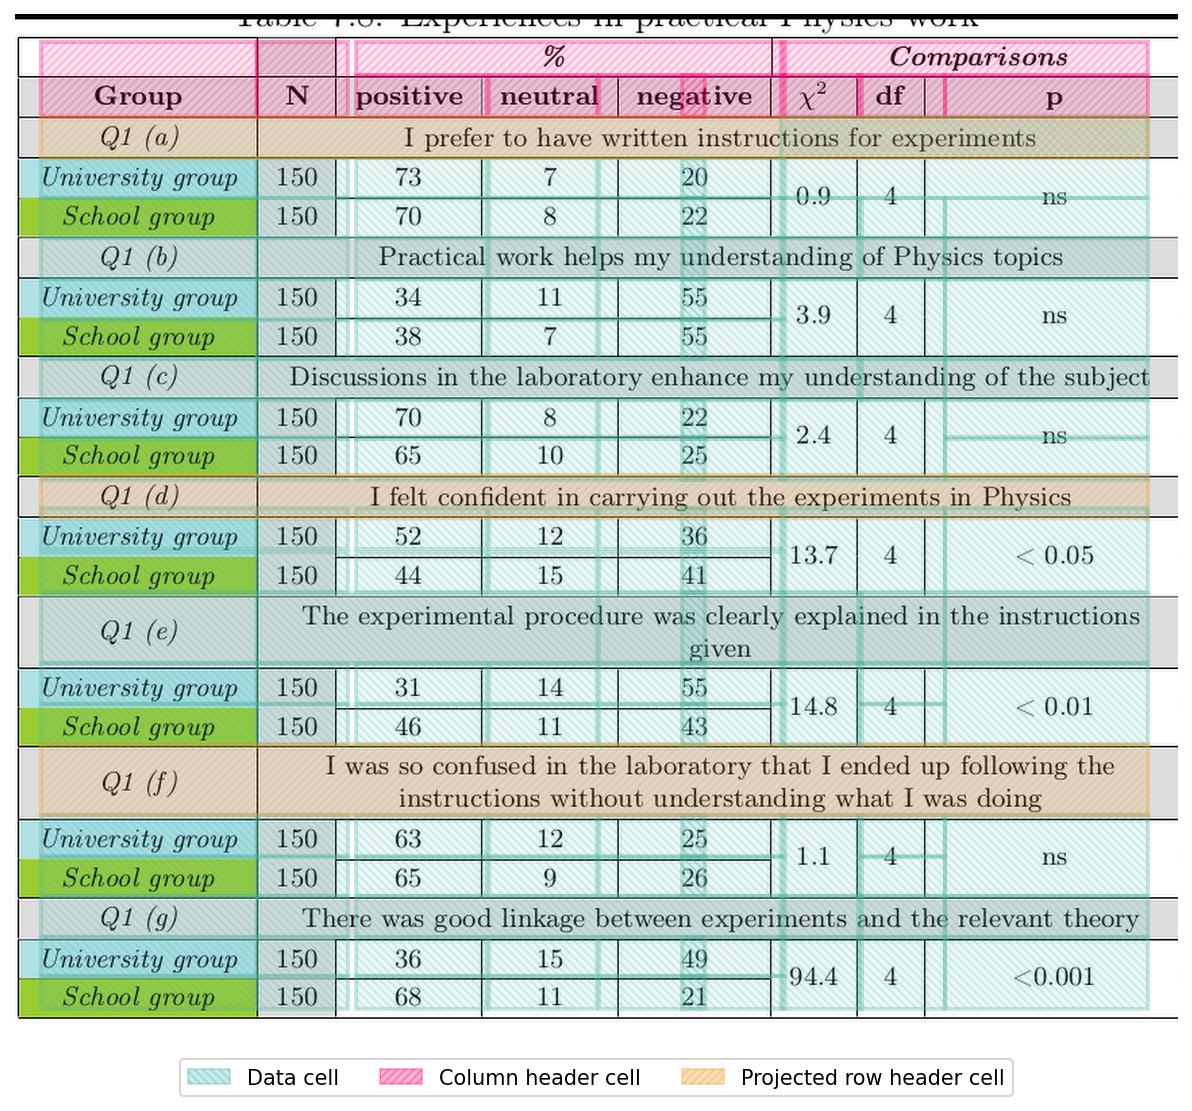 Table 7.8: Experiences in practical Physics work
% Comparisons
Group N positive neutral negative χ² df p
Q1 (a) I prefer to have written instructions for experiments
University group 150 73 7 20 0.9 4 ns
School group 150 70 8 22
Q1 (b) Practical work helps my understanding of Physics topics
University group 150 34 11 55 3.9 4 ns
School group 150 38 7 55
Q1 (c) Discussions in the laboratory enhance my understanding of the subject
University group 150 70 8 22 2.4 4 ns
School group 150 65 10 25
Q1 (d) I felt confident in carrying out the experiments in Physics
University group 150 52 12 36 13.7 4 < 0.05
School group 150 44 15 41
Q1 (e) The experimental procedure was clearly explained in the instructions
given
University group 150 31 14 55 14.8 4 < 0.01
School group 150 46 11 43
Q1 (f) I was so confused in the laboratory that I ended up following the
instructions without understanding what I was doing
University group 150 63 12 25 1.1 4 ns
School group 150 65 9 26
Q1 (g) There was good linkage between experiments and the relevant theory
University group 150 36 15 49 94.4 4 <0.001
School group 150 68 11 21
Data cell Column header cell Projected row header cell